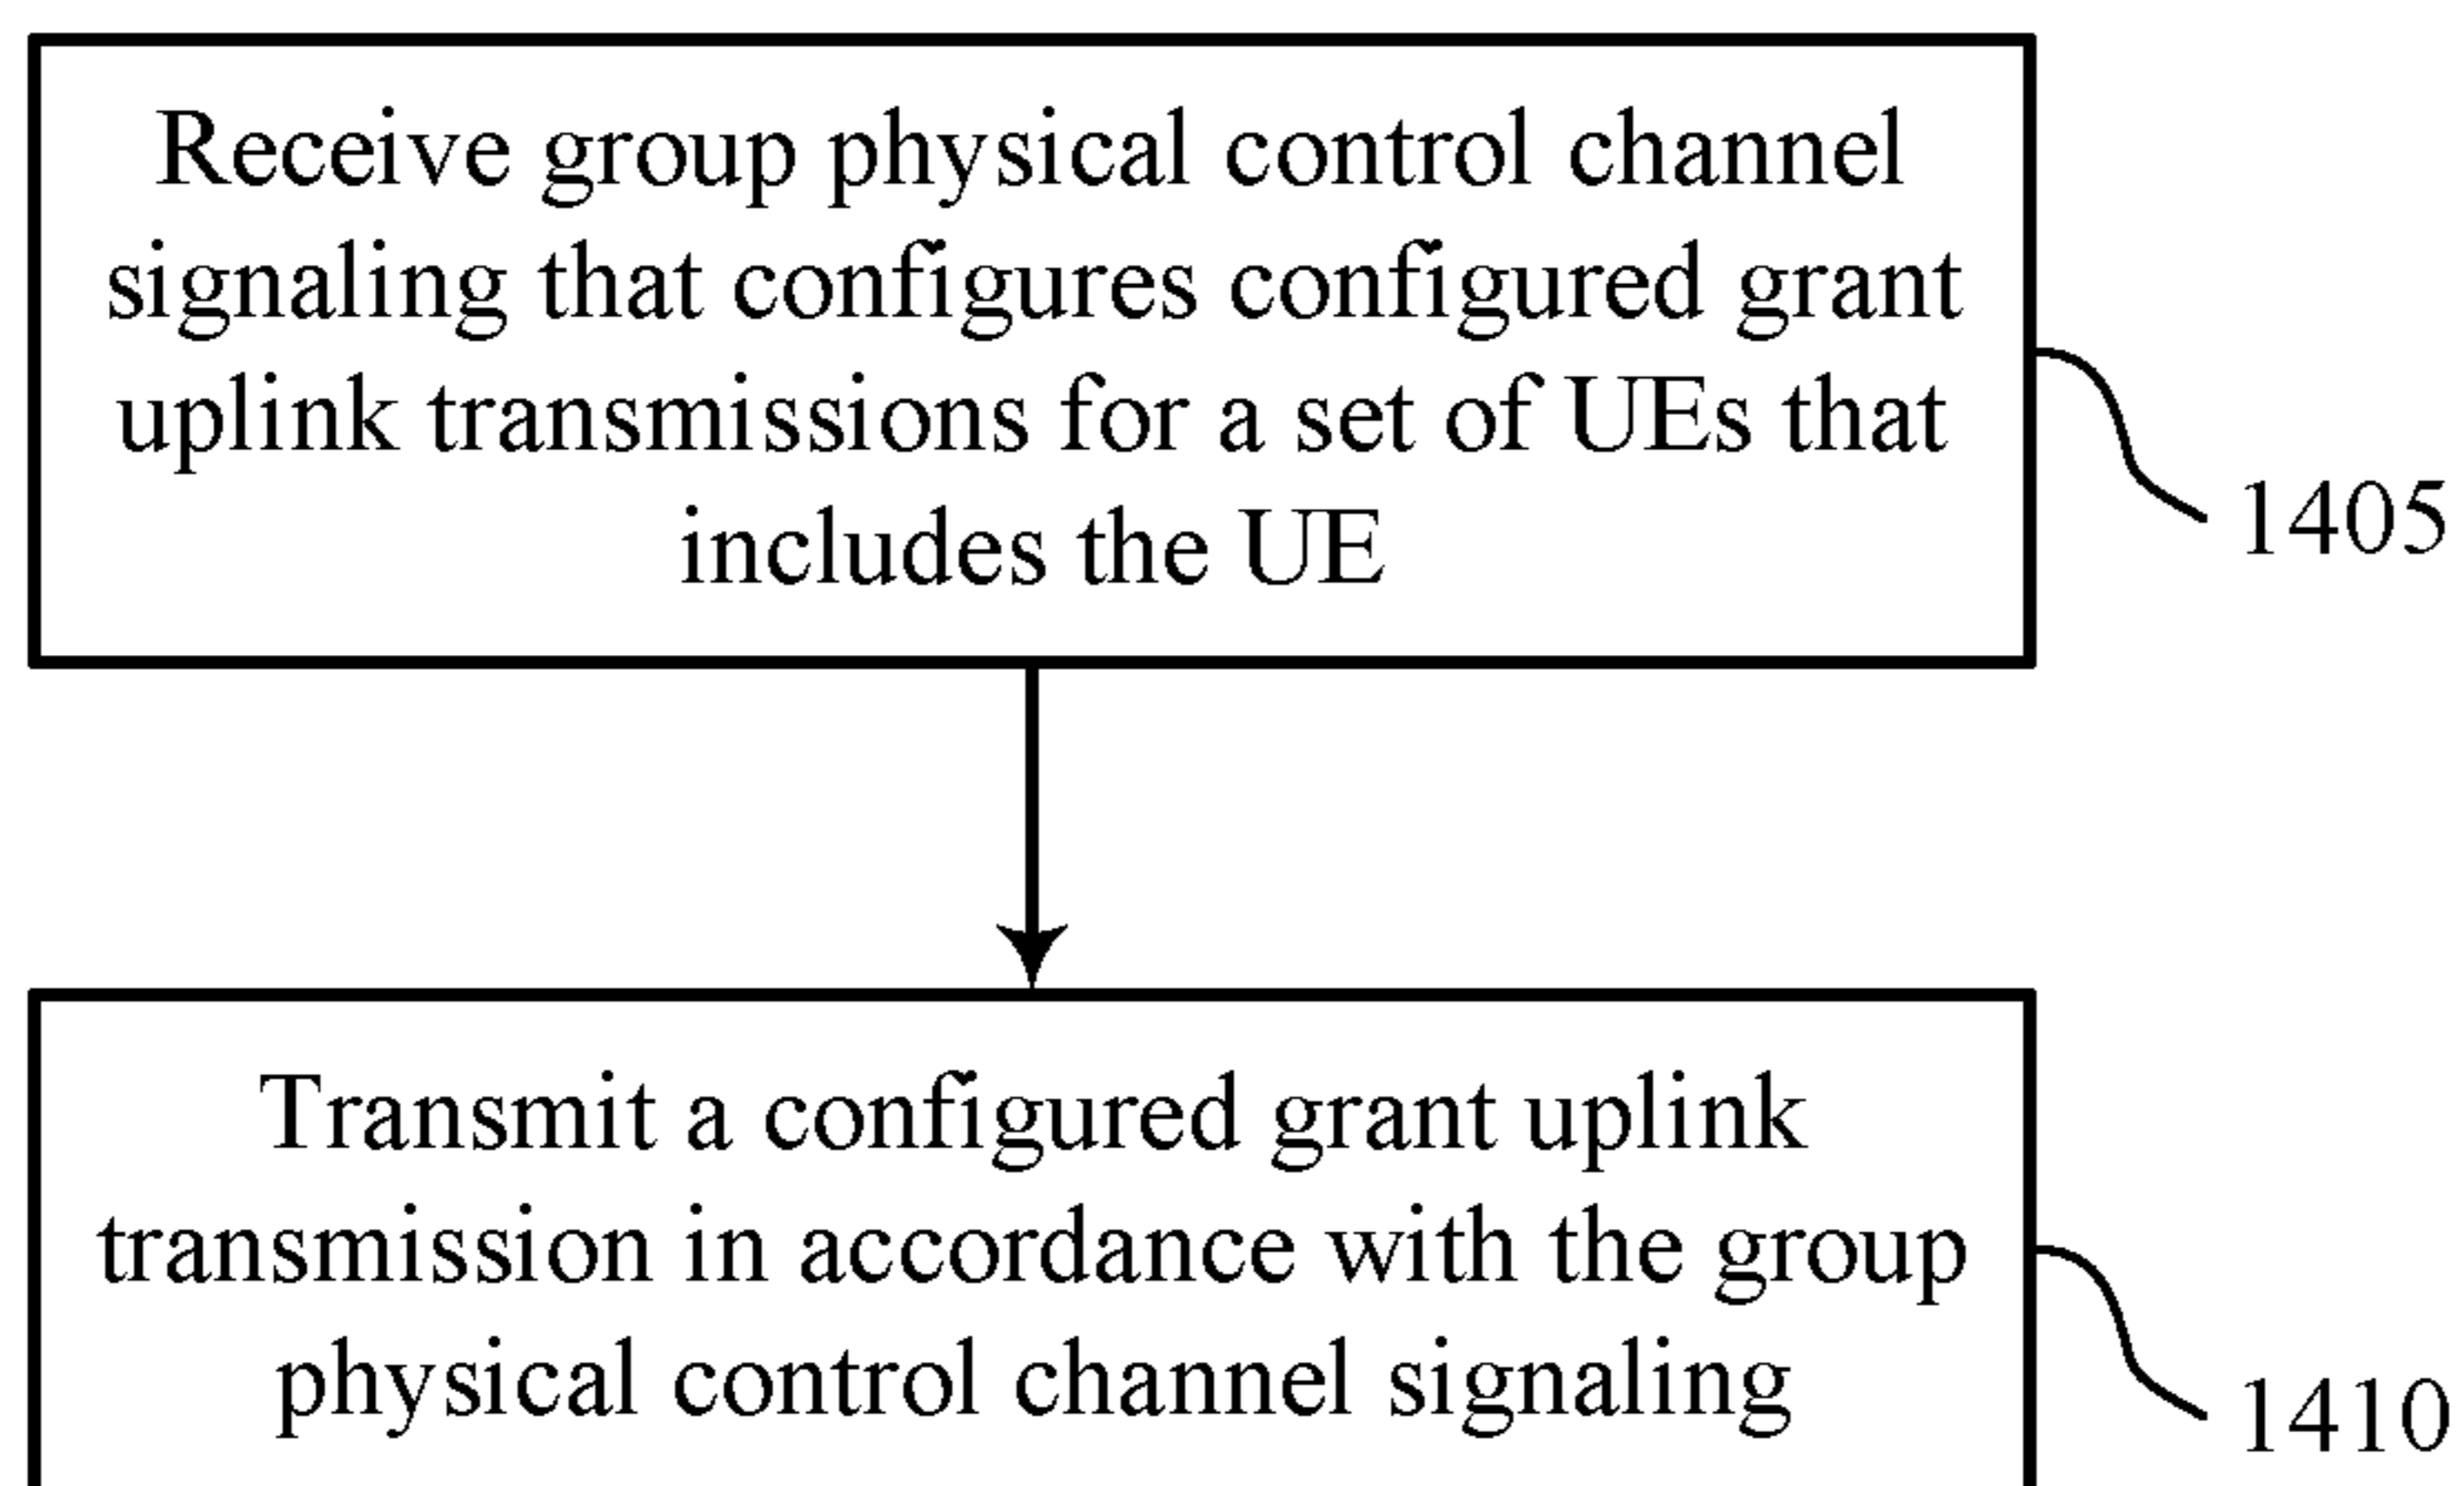 Receive group physical control channel
signaling that configures configured grant
uplink transmissions for a set of UEs that
includes the UE
1405
Transmit a configured grant uplink
transmission in accordance with the group
physical control channel signaling
1410